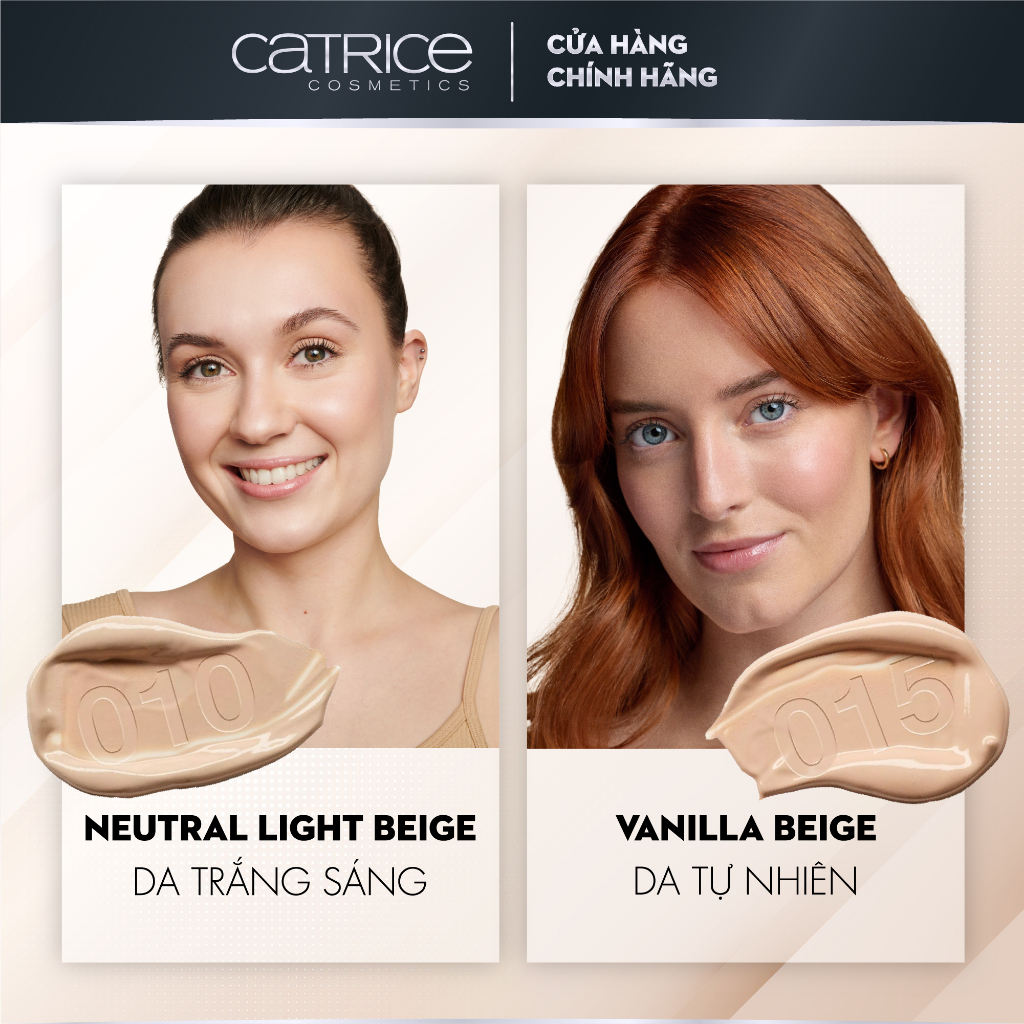 CATRICE
COSMETICS
CỬA HÀNG
CHÍNH HÃNG
010
015
NEUTRAL LIGHT BEIGE
DA TRẮNG SÁNG
VANILLA BEIGE
DA TỰ NHIÊN